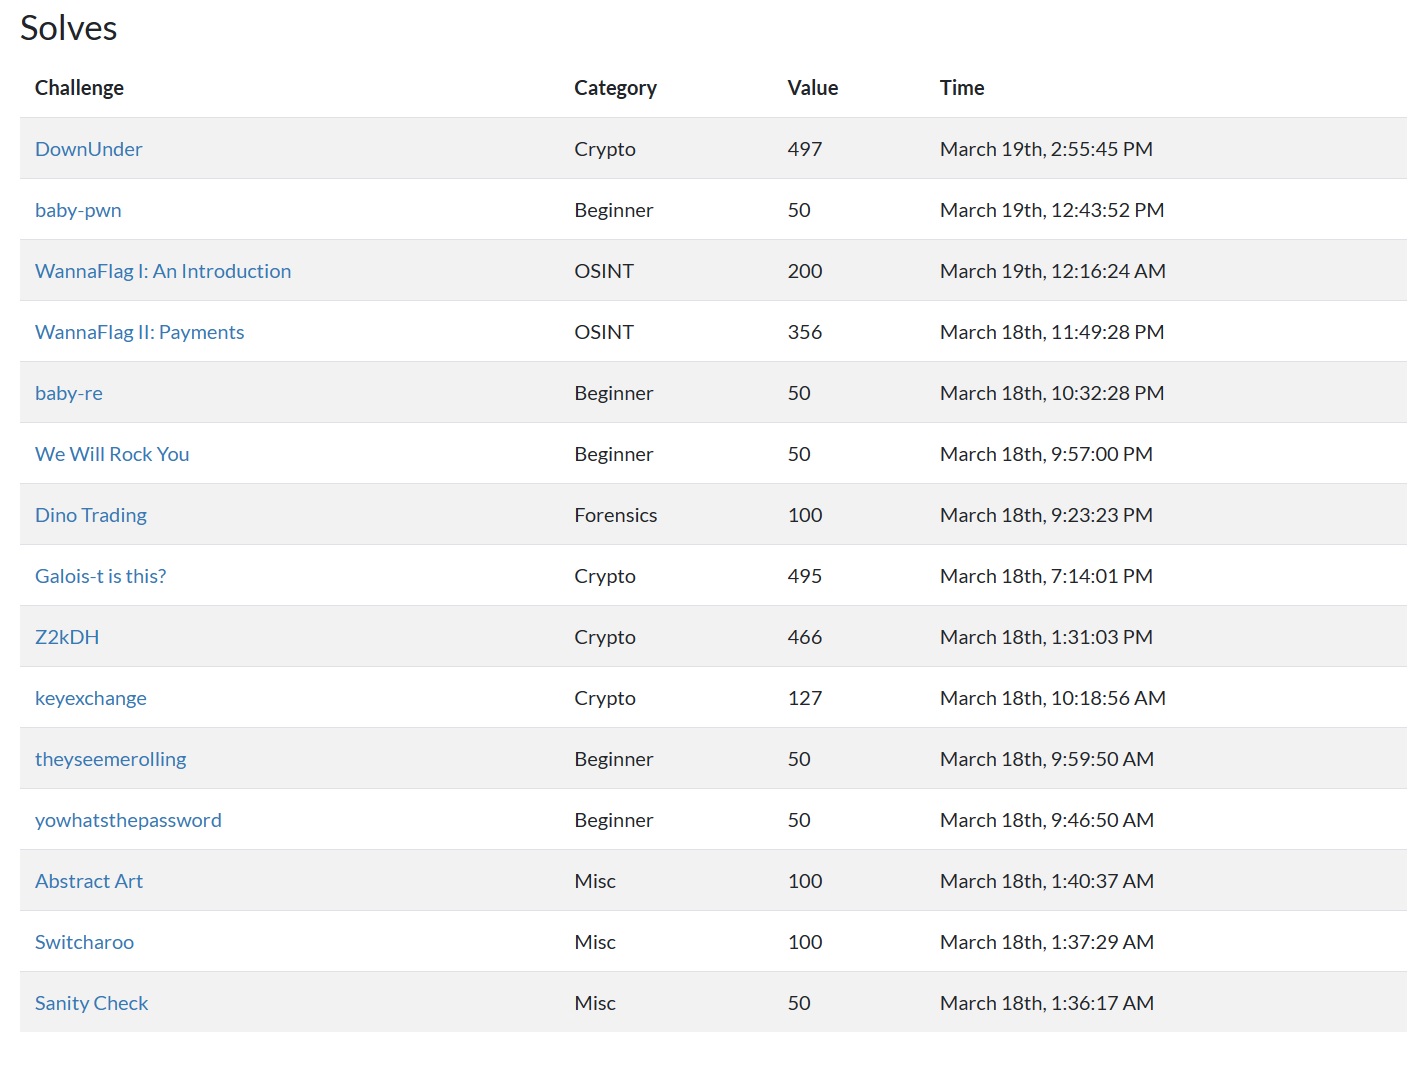 Solves
Challenge Category Value Time
DownUnder Crypto 497 March 19th, 2:55:45 PM
baby-pwn Beginner 50 March 19th, 12:43:52 PM
WannaFlag I: An Introduction OSINT 200 March 19th, 12:16:24 AM
WannaFlag II: Payments OSINT 356 March 18th, 11:49:28 PM
baby-re Beginner 50 March 18th, 10:32:28 PM
We Will Rock You Beginner 50 March 18th, 9:57:00 PM
Dino Trading Forensics 100 March 18th, 9:23:23 PM
Galois-t is this? Crypto 495 March 18th, 7:14:01 PM
Z2kDH Crypto 466 March 18th, 1:31:03 PM
keyexchange Crypto 127 March 18th, 10:18:56 AM
theyseemerolling Beginner 50 March 18th, 9:59:50 AM
yowhatsthepassword Beginner 50 March 18th, 9:46:50 AM
Abstract Art Misc 100 March 18th, 1:40:37 AM
Switcharoo Misc 100 March 18th, 1:37:29 AM
Sanity Check Misc 50 March 18th, 1:36:17 AM